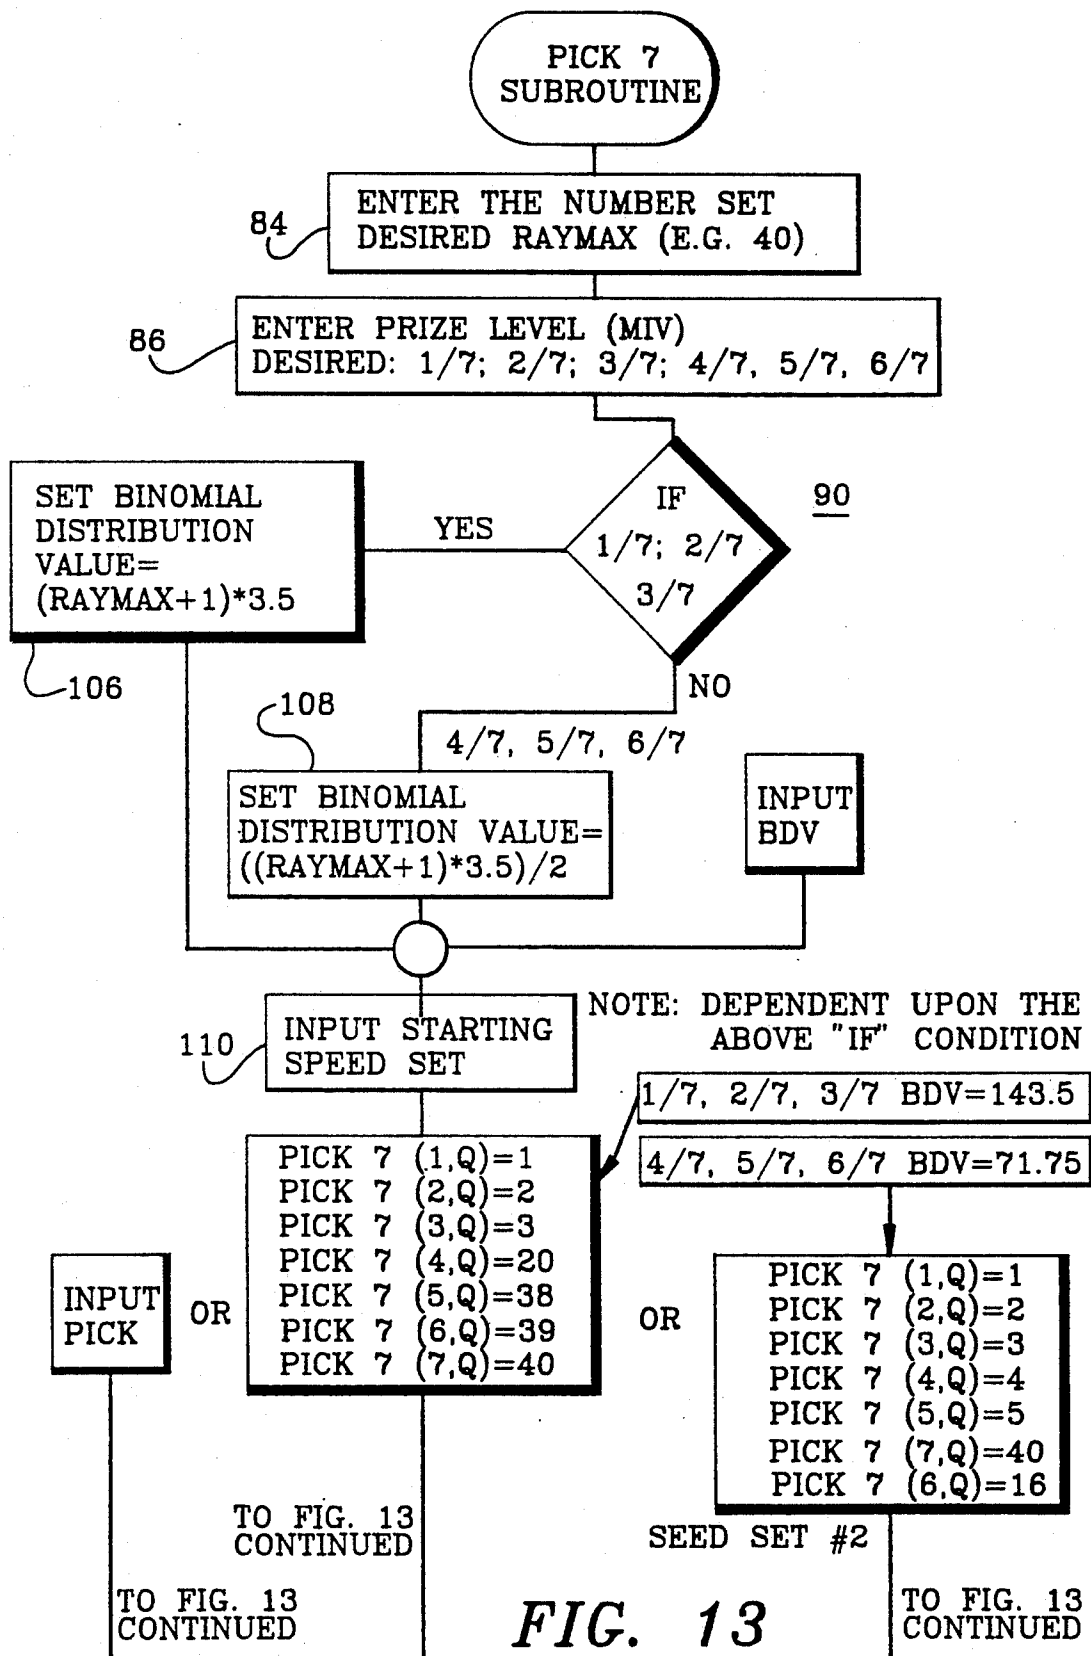 PICK 7
SUBROUTINE
84
ENTER THE NUMBER SET
DESIRED RAYMAX (E.G. 40)
86
ENTER PRIZE LEVEL (MIV)
DESIRED: 1/7; 2/7; 3/7; 4/7, 5/7, 6/7
SET BINOMIAL
DISTRIBUTION
VALUE=
(RAYMAX+1)*3.5
106
YES
IF
1/7; 2/7
3/7
90
NO
108
4/7, 5/7, 6/7
SET BINOMIAL
DISTRIBUTION VALUE=
((RAYMAX+1)*3.5)/2
INPUT
BDV
110
INPUT STARTING
SPEED SET
NOTE: DEPENDENT UPON THE
ABOVE "IF" CONDITION
1/7, 2/7, 3/7 BDV=143.5
4/7, 5/7, 6/7 BDV=71.75
INPUT
PICK
OR
PICK 7 (1,Q)=1
PICK 7 (2,Q)=2
PICK 7 (3,Q)=3
PICK 7 (4,Q)=20
PICK 7 (5,Q)=38
PICK 7 (6,Q)=39
PICK 7 (7,Q)=40
OR
PICK 7 (1,Q)=1
PICK 7 (2,Q)=2
PICK 7 (3,Q)=3
PICK 7 (4,Q)=4
PICK 7 (5,Q)=5
PICK 7 (7,Q)=40
PICK 7 (6,Q)=16
SEED SET #2
TO FIG. 13
CONTINUED
TO FIG. 13
CONTINUED
TO FIG. 13
CONTINUED
FIG. 13